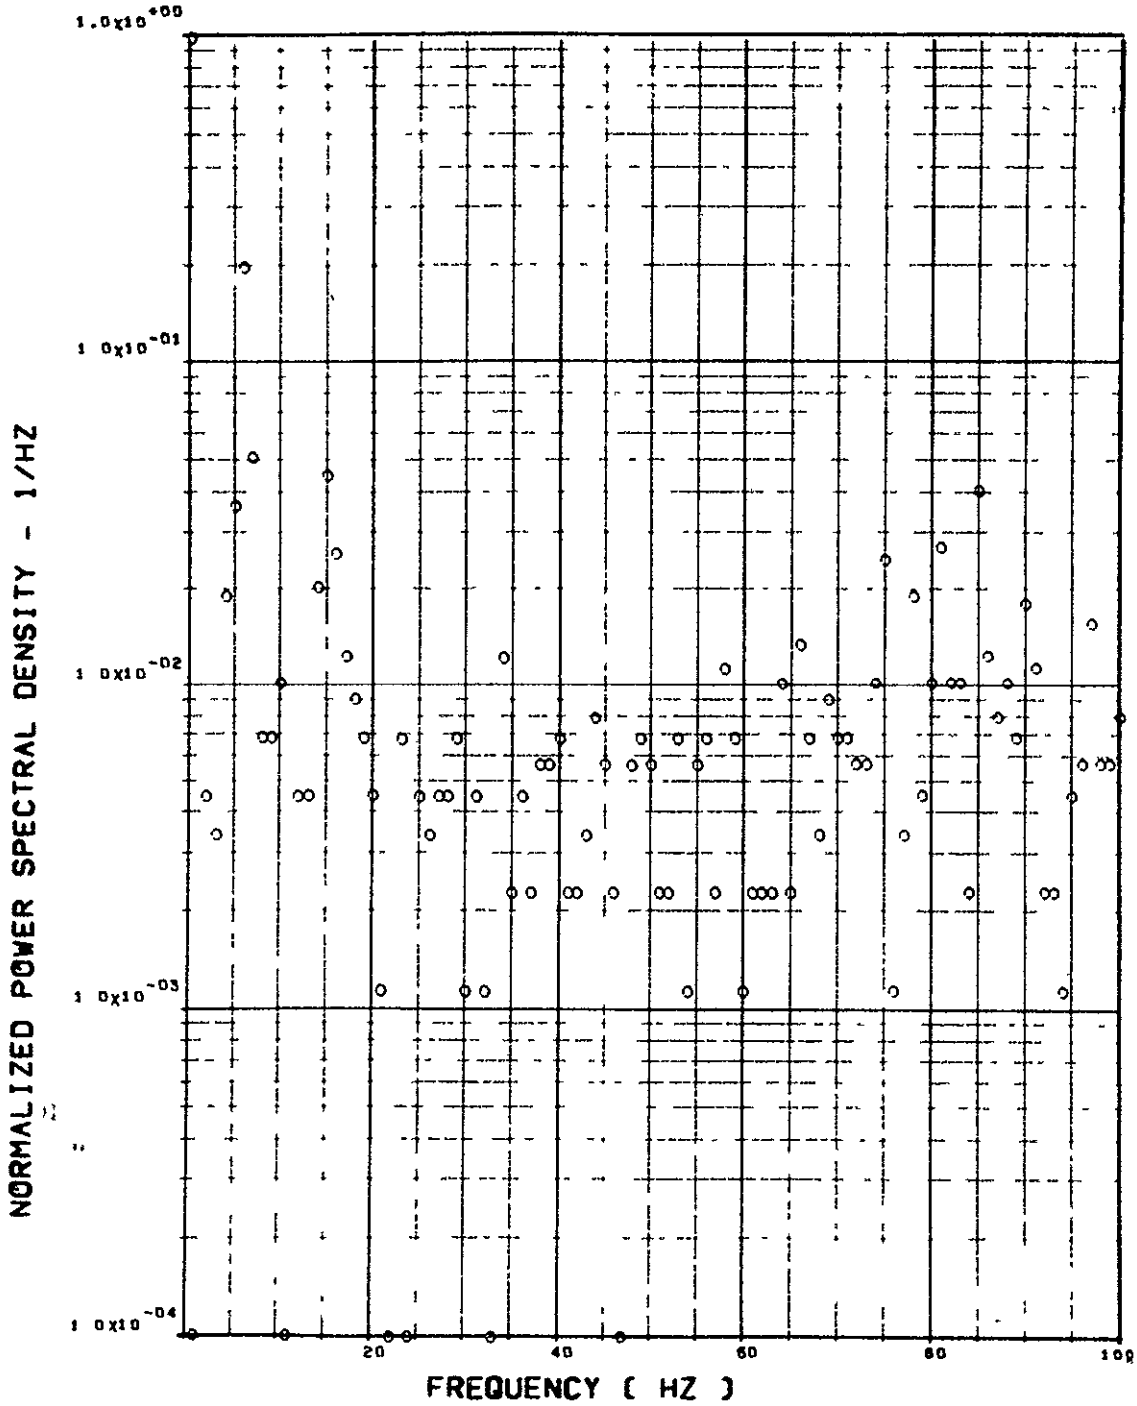 1.0x10+00
1 0x10-01
1 0x10-02
1 0x10-03
1 0x10-04
NORMALIZED POWER SPECTRAL DENSITY - 1/HZ
20 40 60 80 100
FREQUENCY ( HZ )